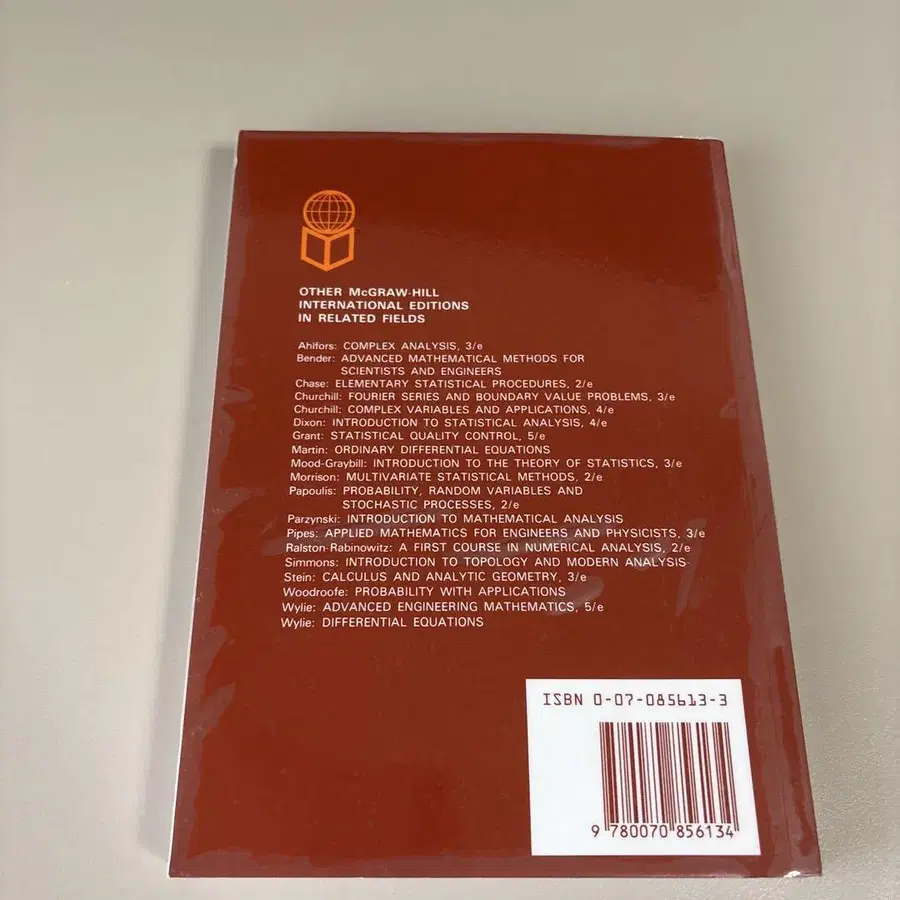 OTHER McGRAW-HILL
INTERNATIONAL EDITIONS
IN RELATED FIELDS
Ahlfors: COMPLEX ANALYSIS, 3/e
Bender: ADVANCED MATHEMATICAL METHODS FOR
SCIENTISTS AND ENGINEERS
Chase: ELEMENTARY STATISTICAL PROCEDURES, 2/e
Churchill: FOURIER SERIES AND BOUNDARY VALUE PROBLEMS, 3/e
Churchill: COMPLEX VARIABLES AND APPLICATIONS, 4/e
Dixon: INTRODUCTION TO STATISTICAL ANALYSIS, 4/e
Grant: STATISTICAL QUALITY CONTROL, 5/e
Martin: ORDINARY DIFFERENTIAL EQUATIONS
Mood-Graybill: INTRODUCTION TO THE THEORY OF STATISTICS, 3/e
Morrison: MULTIVARIATE STATISTICAL METHODS, 2/e
Papoulis: PROBABILITY, RANDOM VARIABLES AND
STOCHASTIC PROCESSES, 2/e
Parzynski: INTRODUCTION TO MATHEMATICAL ANALYSIS
Pipes: APPLIED MATHEMATICS FOR ENGINEERS AND PHYSICISTS, 3/e
Ralston-Rabinowitz: A FIRST COURSE IN NUMERICAL ANALYSIS, 2/e
Simmons: INTRODUCTION TO TOPOLOGY AND MODERN ANALYSIS
Stein: CALCULUS AND ANALYTIC GEOMETRY, 3/e
Woodroofe: PROBABILITY WITH APPLICATIONS
Wylie: ADVANCED ENGINEERING MATHEMATICS, 5/e
Wylie: DIFFERENTIAL EQUATIONS
ISBN 0-07-085613-3
9 780070 856134